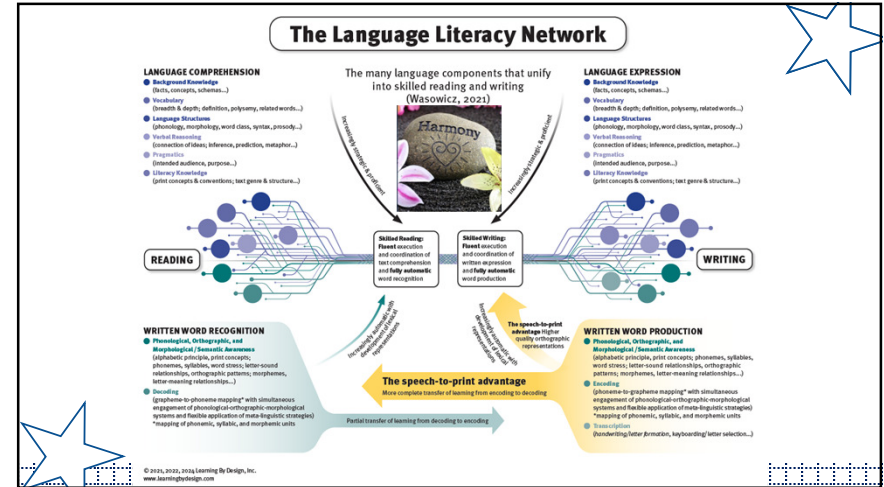 The Language Literacy Network
The many language components that unify
into skilled reading and writing
(Wasowicz, 2021)
Harmony
LANGUAGE COMPREHENSION
Background Knowledge
(facts, concepts, schemas...)
Vocabulary
(breadth & depth; definition, polysemy, related words...)
Language Structures
(phonology, morphology, word class, syntax, prosody...)
Verbal Reasoning
(connection of ideas; inference, prediction, metaphor...)
Pragmatics
(intended audience, purpose...)
Literacy Knowledge
(print concepts & conventions; text genre & structure...)
Increasingly strategic & proficient
LANGUAGE EXPRESSION
Background Knowledge
(facts, concepts, schemas...)
Vocabulary
(breadth & depth; definition, polysemy, related words...)
Language Structures
(phonology, morphology, word class, syntax, prosody...)
Verbal Reasoning
(connection of ideas; inference, prediction, metaphor...)
Pragmatics
(intended audience, purpose...)
Literacy Knowledge
(print concepts & conventions; text genre & structure...)
Increasingly strategic & proficient
READING
Skilled Reading:
Fluent execution
and coordination of
text comprehension
and fully automatic
word recognition
Skilled Writing:
Fluent execution
and coordination of
written expression
and fully automatic
word production
WRITING
WRITTEN WORD RECOGNITION
Phonological, Orthographic, and
Morphological / Semantic Awareness
(alphabetic principle, print concepts; phonemes,
phonemes, syllables, word stress; letter-sound
relationships, orthographic patterns; morphemes,
letter-meaning relationships...)
Decoding
(grapheme-to-phoneme mapping* with simultaneous
engagement of phonological-orthographic-morphological
systems and flexible application of meta-linguistic strategies)
*mapping of phonemic, syllabic, and morphemic units
Increasingly Automatic with
development of lexical
representations
Increasingly automatic with
development of lexical
representations
The speech-to-print
advantage Higher
quality orthographic
representations
The speech-to-print advantage
More complete transfer of learning from encoding to decoding
Partial transfer of learning from decoding to encoding
WRITTEN WORD PRODUCTION
Phonological, Orthographic, and
Morphological / Semantic Awareness
(alphabetic principle, print concepts; phonemes, syllables,
word stress; letter-sound relationships, orthographic
patterns; morphemes, letter-meaning relationships...)
Encoding
(phoneme-to-grapheme mapping* with simultaneous
engagement of phonological-orthographic-morphological
systems and flexible application of meta-linguistic strategies)
*mapping of phonemic, syllabic, and morphemic units
Transcription
(handwriting/letter formation, keyboarding/ letter selection...)
© 2021, 2022, 2024 Learning By Design, Inc.
www.learningbydesign.com